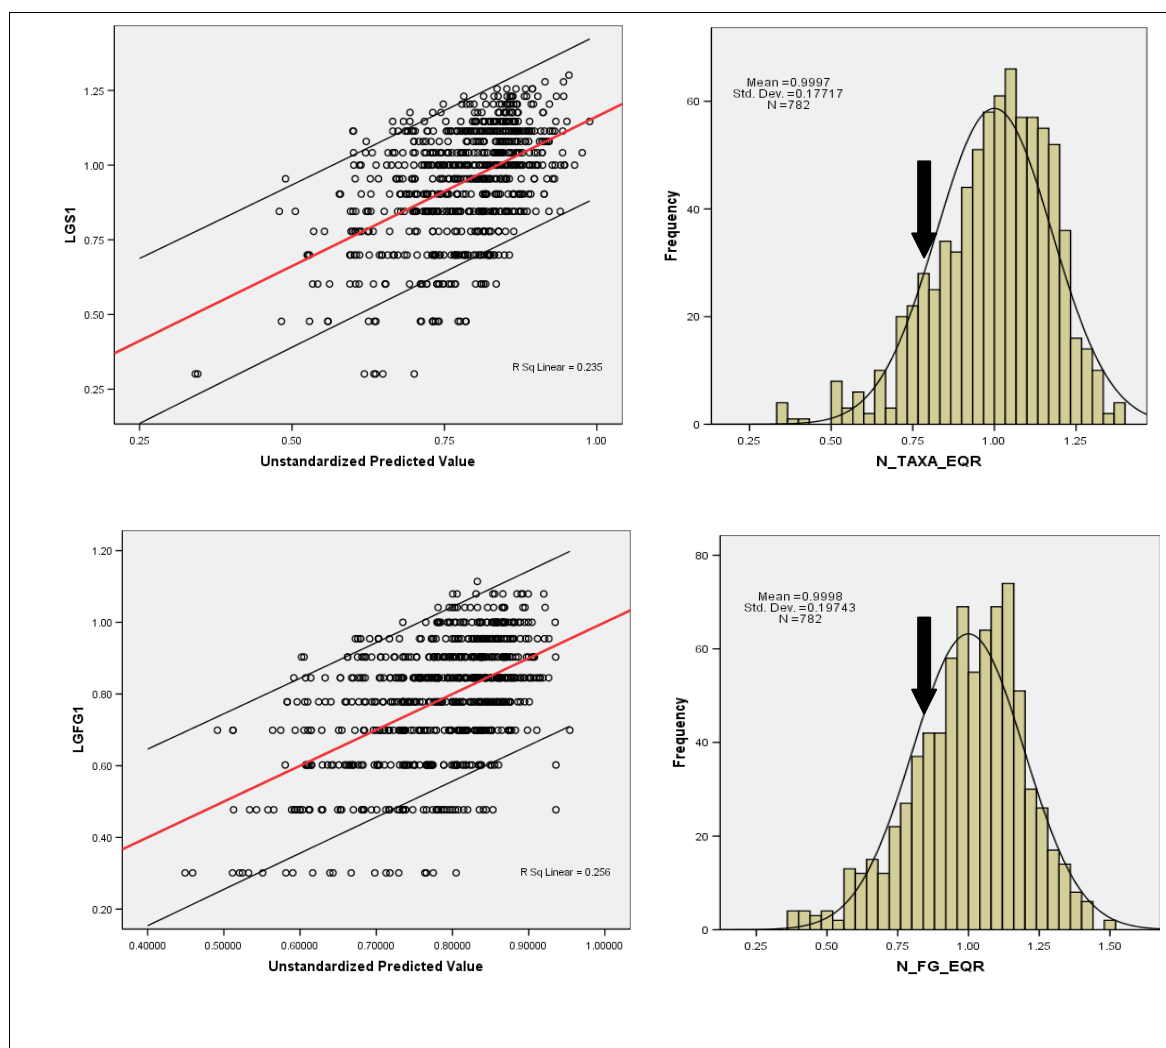 1.25
1.00
0.75
0.50
0.25
LGS1
R Sq Linear = 0.235
0.25
0.50
0.75
1.00
Unstandardized Predicted Value
Mean =0.9997
Std. Dev. =0.17717
N =782
60
40
20
0
Frequency
0.25
0.50
0.75
1.00
1.25
N_TAXA_EQR
1.20
1.00
0.80
0.60
0.40
0.20
LGFG1
R Sq Linear = 0.256
0.40000
0.50000
0.60000
0.70000
0.80000
0.90000
1.00000
Unstandardized Predicted Value
Mean =0.9998
Std. Dev. =0.19743
N =782
80
60
40
20
0
Frequency
0.25
0.50
0.75
1.00
1.25
1.50
N_FG_EQR